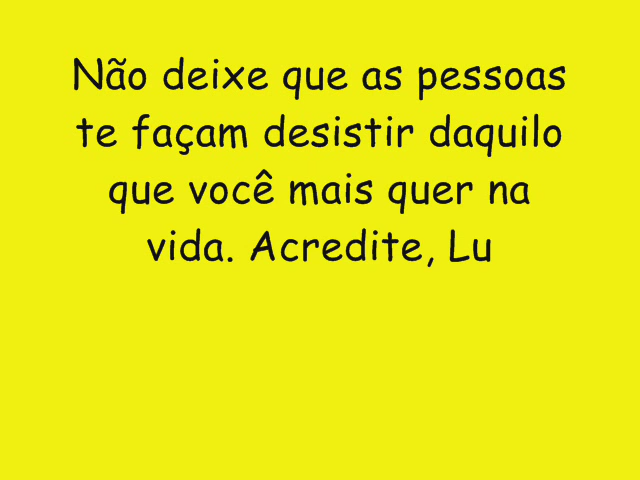 Não deixe que as pessoas
te façam desistir daquilo
que você mais quer na
vida. Acredite, Lu